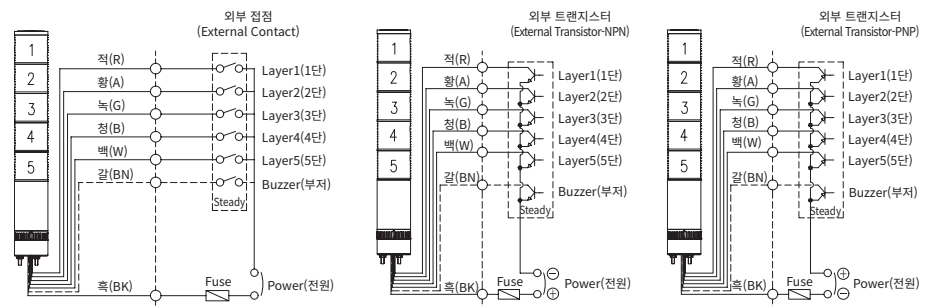 외부 접점
(External Contact)
1
2
3
4
5
적(R)
황(A)
녹(G)
청(B)
백(W)
갈(BN)
흑(BK)
Layer1(1단)
Layer2(2단)
Layer3(3단)
Layer4(4단)
Layer5(5단)
Buzzer(부저)
Steady
Fuse
Power(전원)
외부 트랜지스터
(External Transistor-NPN)
1
2
3
4
5
적(R)
황(A)
녹(G)
청(B)
백(W)
갈(BN)
흑(BK)
Layer1(1단)
Layer2(2단)
Layer3(3단)
Layer4(4단)
Layer5(5단)
Buzzer(부저)
Steady
Fuse
⊖
⊕
Power(전원)
외부 트랜지스터
(External Transistor-PNP)
1
2
3
4
5
적(R)
황(A)
녹(G)
청(B)
백(W)
갈(BN)
흑(BK)
Layer1(1단)
Layer2(2단)
Layer3(3단)
Layer4(4단)
Layer5(5단)
Buzzer(부저)
Steady
Fuse
⊕
⊖
Power(전원)